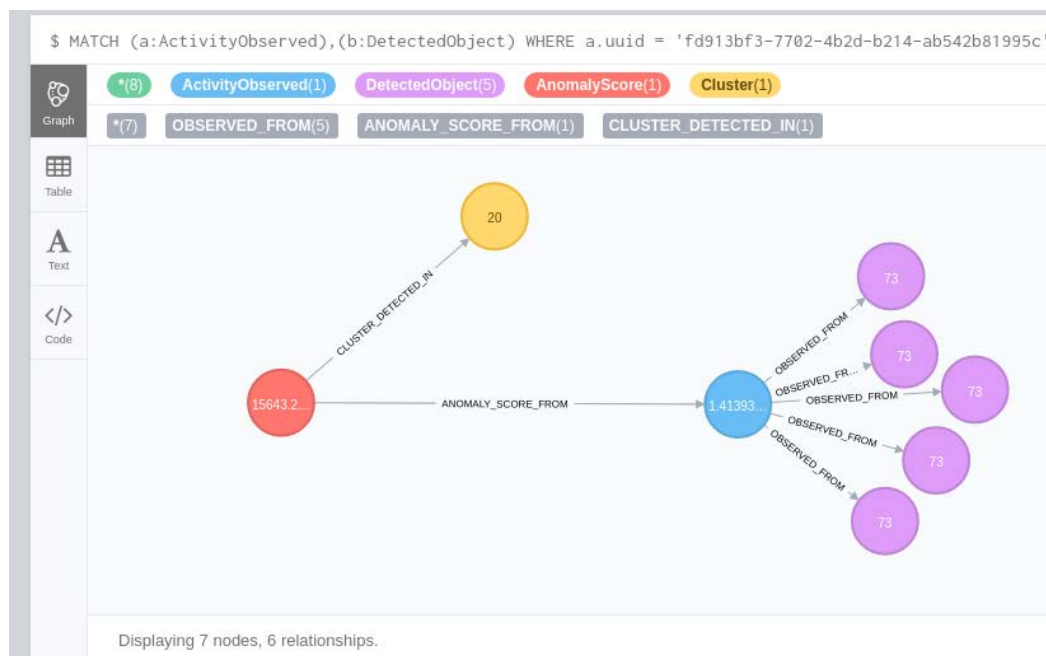 $ MATCH (a:ActivityObserved),(b:DetectedObject) WHERE a.uuid = 'fd913bf3-7702-4b2d-b214-ab542b81995c'
Graph
*(8) ActivityObserved(1) DetectedObject(5) AnomalyScore(1) Cluster(1)
*(7) OBSERVED_FROM(5) ANOMALY_SCORE_FROM(1) CLUSTER_DETECTED_IN(1)
Table
A
Text
</>
Code
20
CLUSTER_DETECTED_IN
15643.2...
ANOMALY_SCORE_FROM
1.41393...
OBSERVED_FROM
73
OBSERVED_FR...
73
OBSERVED_FROM
73
OBSERVED_FROM
73
OBSERVED_FROM
73
Displaying 7 nodes, 6 relationships.